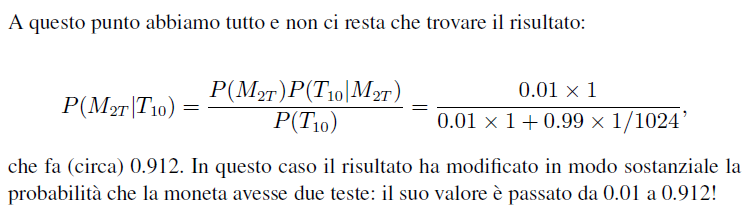 A questo punto abbiamo tutto e non ci resta che trovare il risultato:
P(M_{2T}|T_{10}) = \frac{P(M_{2T})P(T_{10}|M_{2T})}{P(T_{10})} = \frac{0.01 × 1}{0.01 × 1 + 0.99 × 1/1024},
che fa (circa) 0.912. In questo caso il risultato ha modificato in modo sostanziale la
probabilità che la moneta avesse due teste: il suo valore è passato da 0.01 a 0.912!